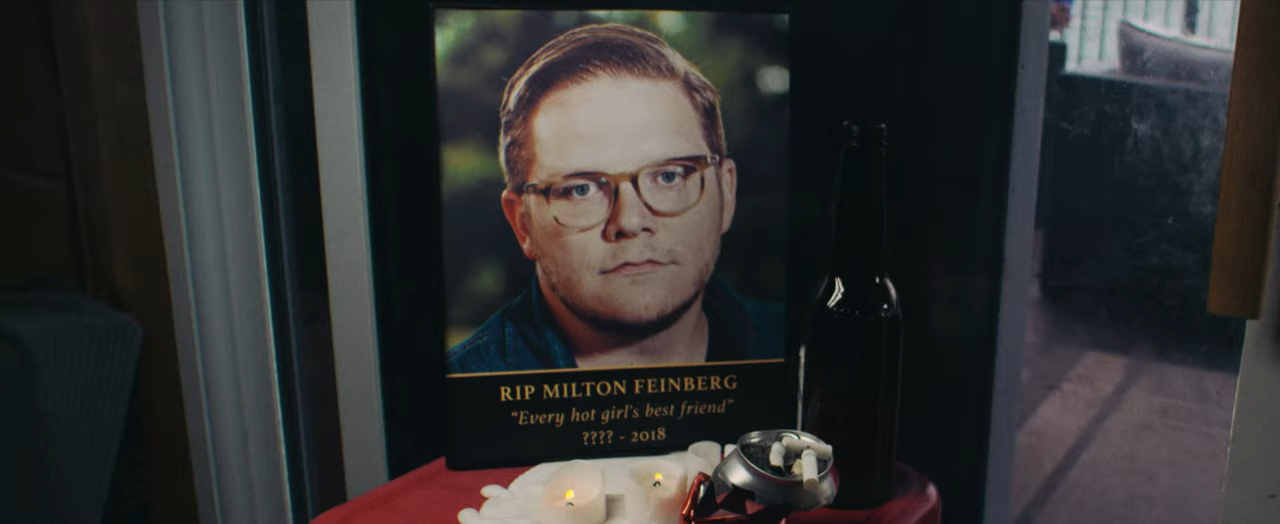 RIP MILTON FEINBERG
“Every hot girl's best friend”
???? - 2018